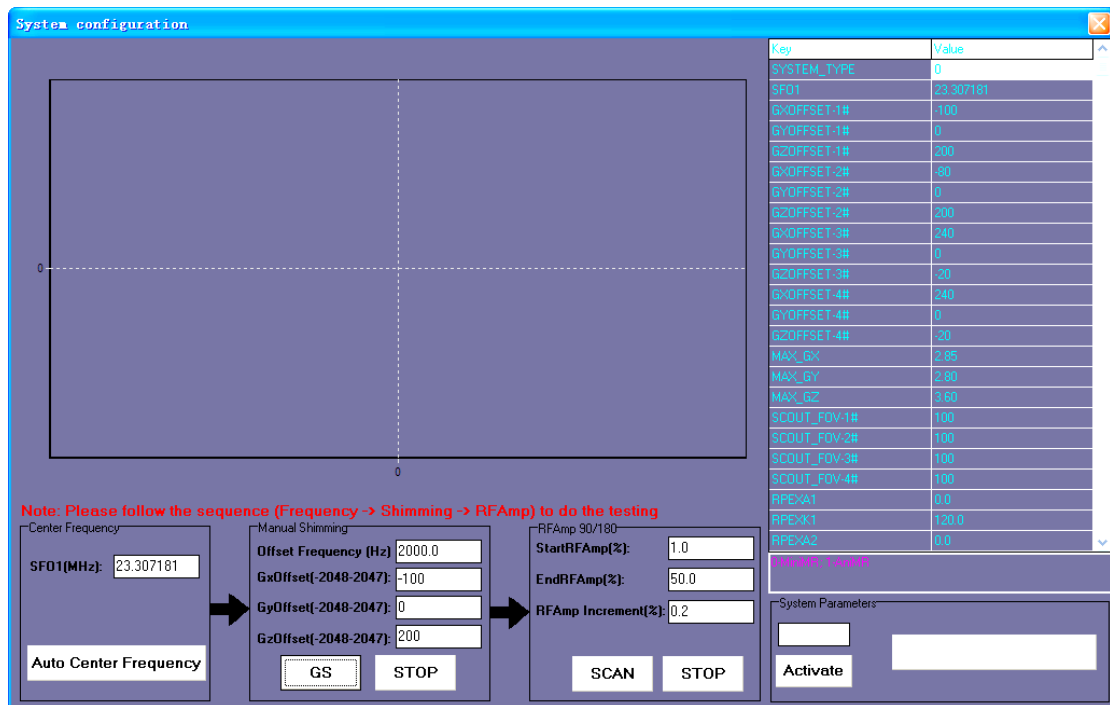 System configuration
Key Value
SYSTEM_TYPE 0
SFO1 23.307181
GXOFFSET-1# -100
GYOFFSET-1# 0
GZOFFSET-1# 200
GXOFFSET-2# -80
GYOFFSET-2# 0
GZOFFSET-2# 200
GXOFFSET-3# 240
GYOFFSET-3# 0
GZOFFSET-3# -20
GXOFFSET-4# 240
GYOFFSET-4# 0
GZOFFSET-4# -20
MAX_GX 2.85
MAX_GY 2.80
MAX_GZ 3.60
SCOUT_FOV-1# 100
SCOUT_FOV-2# 100
SCOUT_FOV-3# 100
SCOUT_FOV-4# 100
RPEXA1 0.0
RPEXK1 120.0
RPEXA2 0.0
0-MiniMR; 1-AniMR
0
0
Note: Please follow the sequence (Frequency -> Shimming -> RFAmp) to do the testing
Center Frequency
SFO1(MHz): 23.307181
Auto Center Frequency
Manual Shimming
Offset Frequency (Hz) 2000.0
GxOffset(-2048-2047): -100
GyOffset(-2048-2047): 0
GzOffset(-2048-2047): 200
GS STOP
RFAmp 90/180
StartRFAmp(%): 1.0
EndRFAmp(%): 50.0
RFAmp Increment(%): 0.2
SCAN STOP
System Parameters
Activate